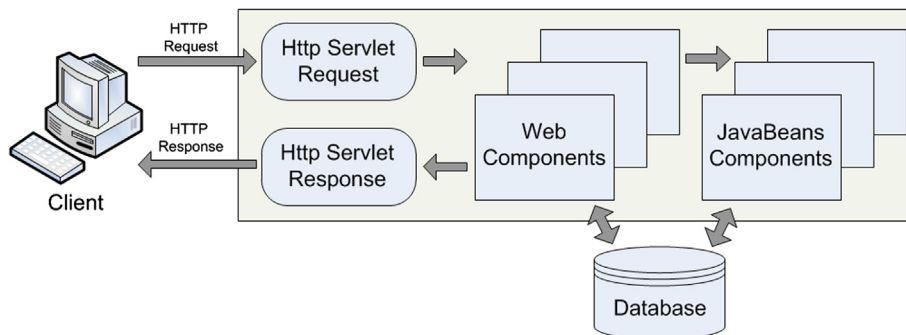 HTTP
Request
Http Servlet
Request
HTTP
Response
Http Servlet
Response
Web
Components
JavaBeans
Components
Client
Database